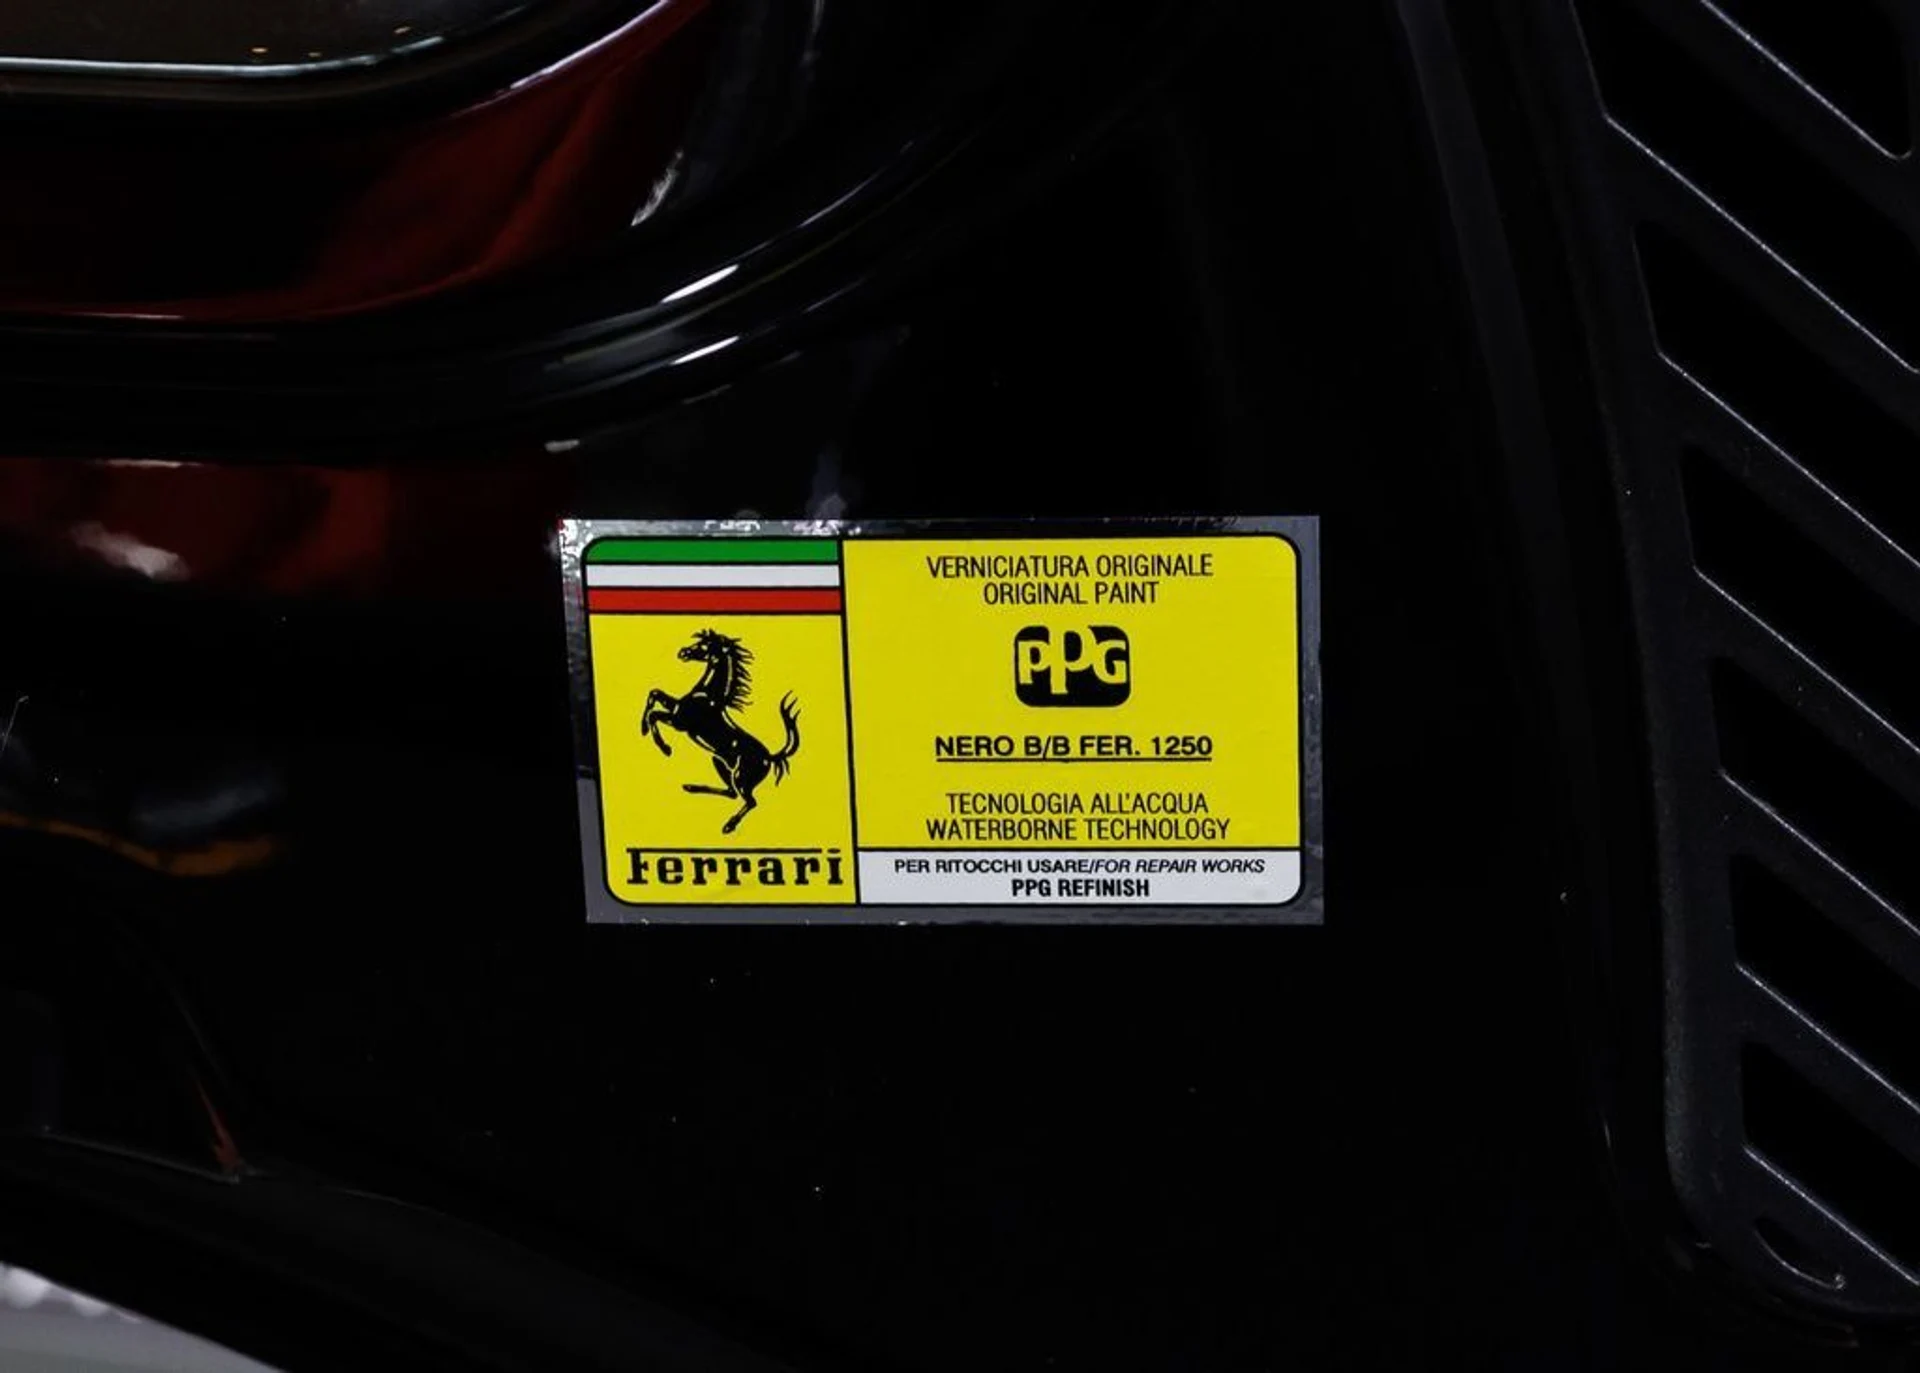 Ferrari
VERNICIATURA ORIGINALE
ORIGINAL PAINT
PPG
NERO B/B FER. 1250
TECNOLOGIA ALL'ACQUA
WATERBORNE TECHNOLOGY
PER RITOCCHI USARE/FOR REPAIR WORKS
PPG REFINISH